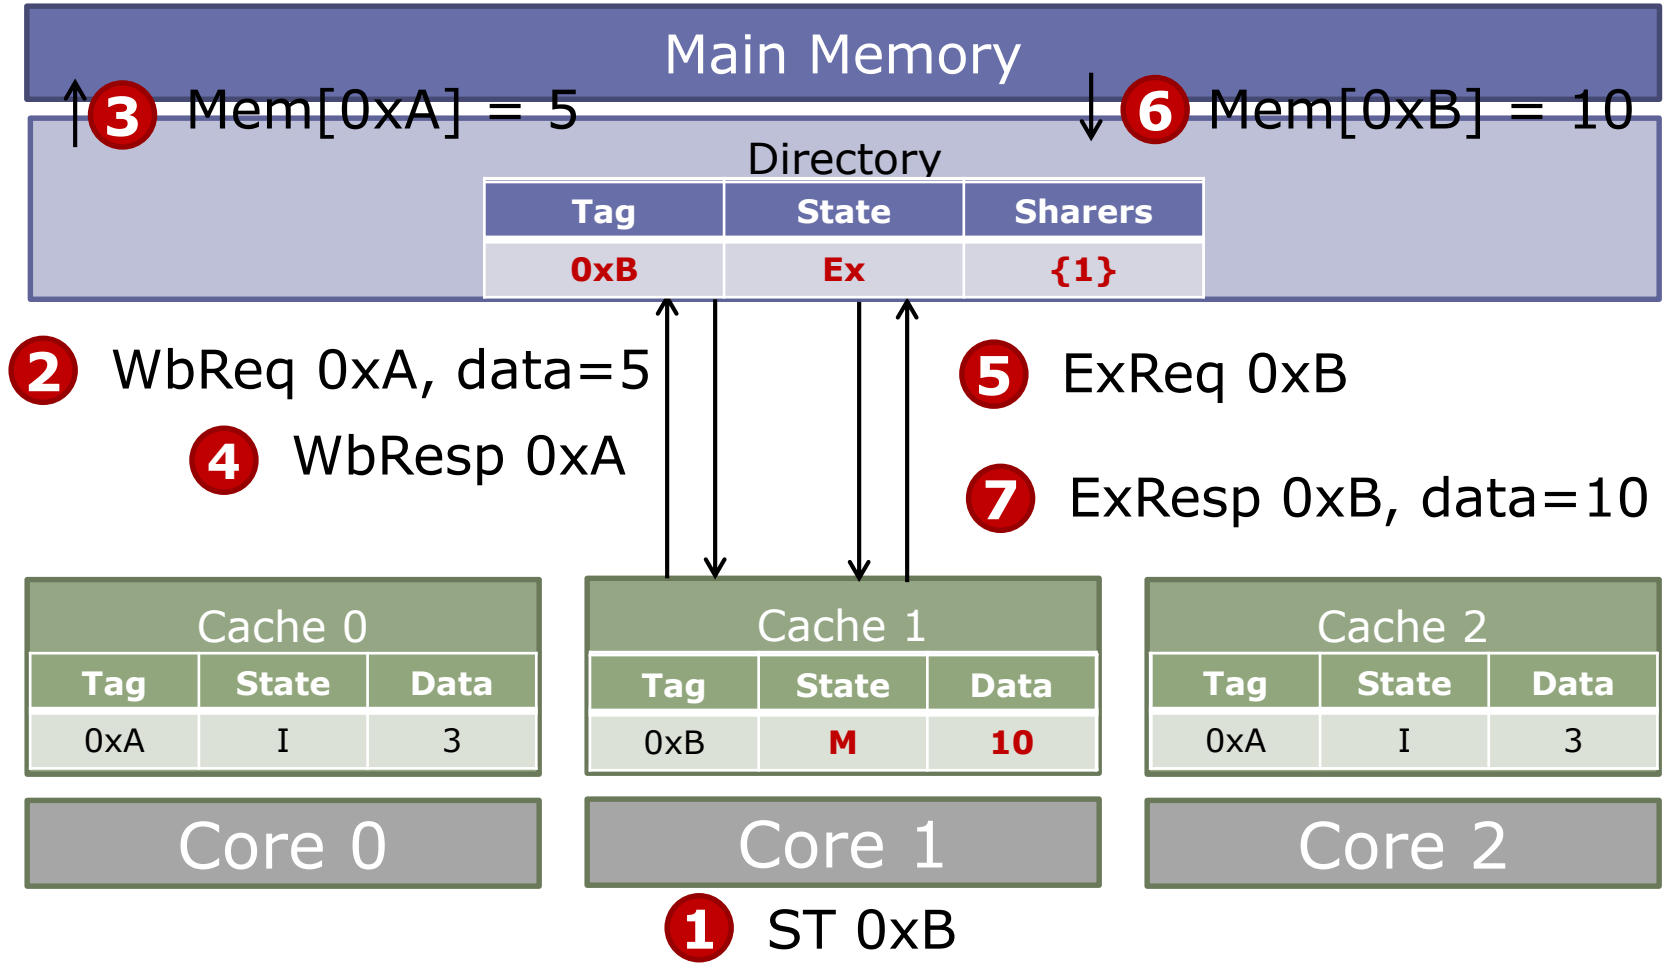 Main Memory
3 Mem[0xA] = 5
6 Mem[0xB] = 10
Directory
Tag State Sharers
0xB Ex {1}
2 WbReq 0xA, data=5
5 ExReq 0xB
4 WbResp 0xA
7 ExResp 0xB, data=10
Cache 0
Tag State Data
0xA I 3
Core 0
Cache 1
Tag State Data
0xB M 10
Core 1
Cache 2
Tag State Data
0xA I 3
Core 2
1 ST 0xB